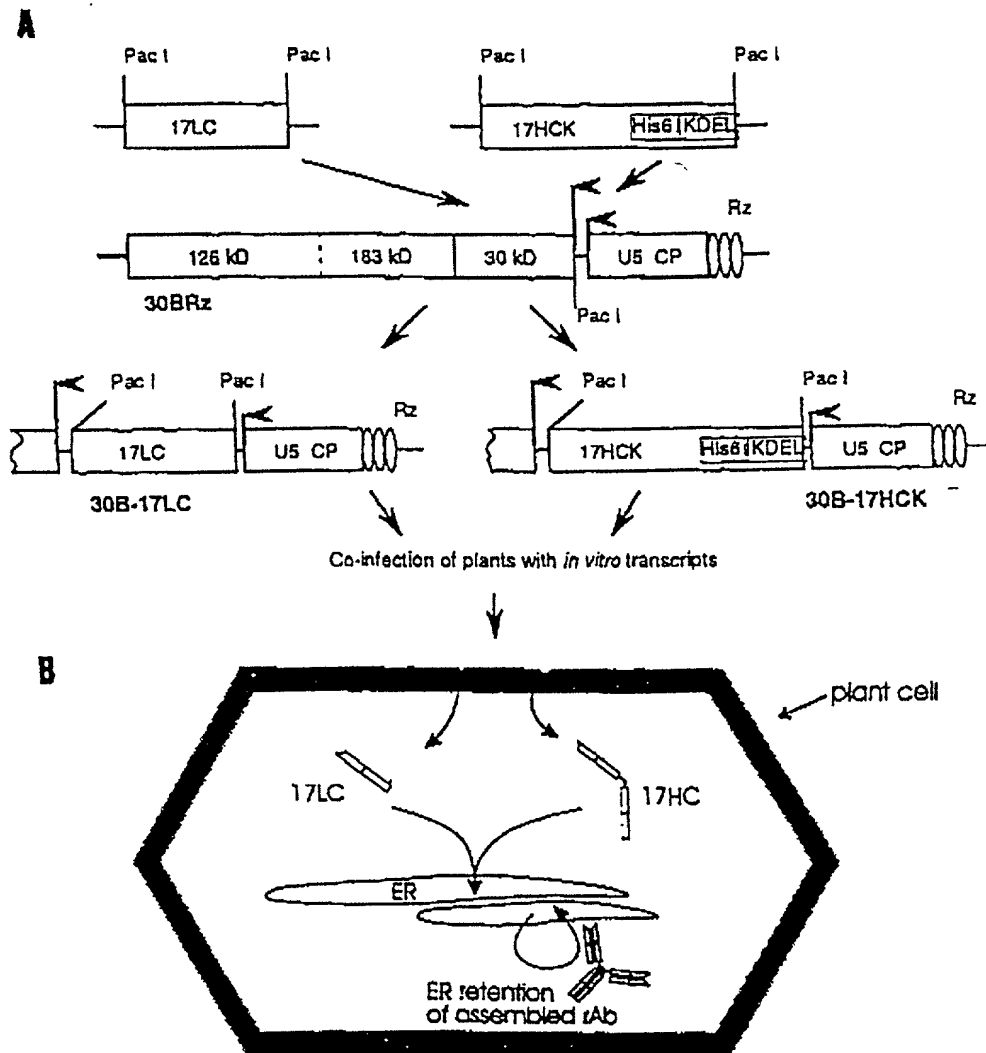 A
Pac I Pac I Pac I Pac I
17LC
17HCK His6 KDEL
Rz
126 kD 183 kD 30 kD U5 CP
30BRz
Pac I
Pac I Pac I Rz Pac I Pac I Rz
17LC U5 CP
17HCK His6 KDEL U5 CP
30B-17LC 30B-17HCK
Co-infection of plants with in vitro transcripts
B
plant cell
17LC 17HC
ER
ER retention
of assembled rAb